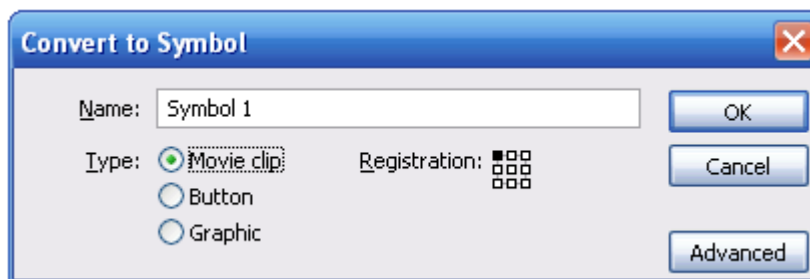 Convert to Symbol
Name: Symbol 1 OK
Type: Movie clip Registration: Cancel
Button
Graphic
Advanced